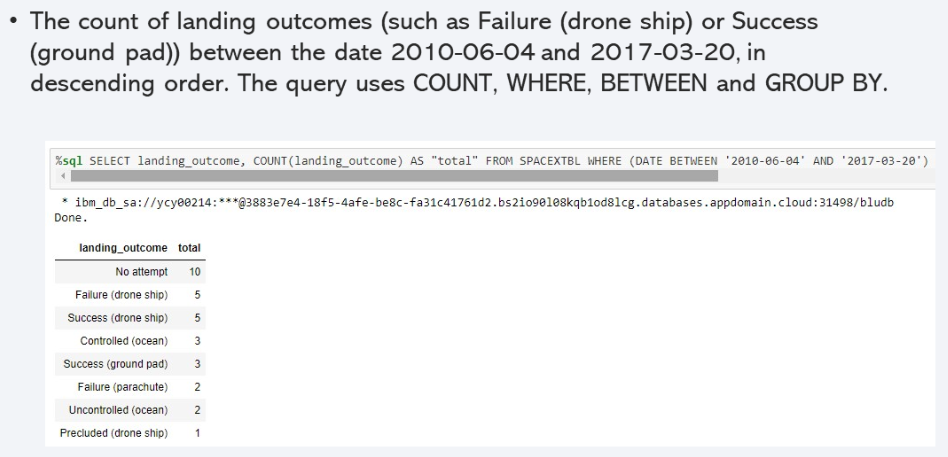 • The count of landing outcomes (such as Failure (drone ship) or Success
(ground pad)) between the date 2010-06-04 and 2017-03-20, in
descending order. The query uses COUNT, WHERE, BETWEEN and GROUP BY.
%sql SELECT landing_outcome, COUNT(landing_outcome) AS "total" FROM SPACEXTBL WHERE (DATE BETWEEN '2010-06-04' AND '2017-03-20')
* ibm_db_sa://ycy00214:***@3883e7e4-18f5-4afe-be8c-fa31c41761d2.bs2io90l08kqb1od8lcg.databases.appdomain.cloud:31498/bludb
Done.
landing_outcome total
No attempt 10
Failure (drone ship) 5
Success (drone ship) 5
Controlled (ocean) 3
Success (ground pad) 3
Failure (parachute) 2
Uncontrolled (ocean) 2
Precluded (drone ship) 1